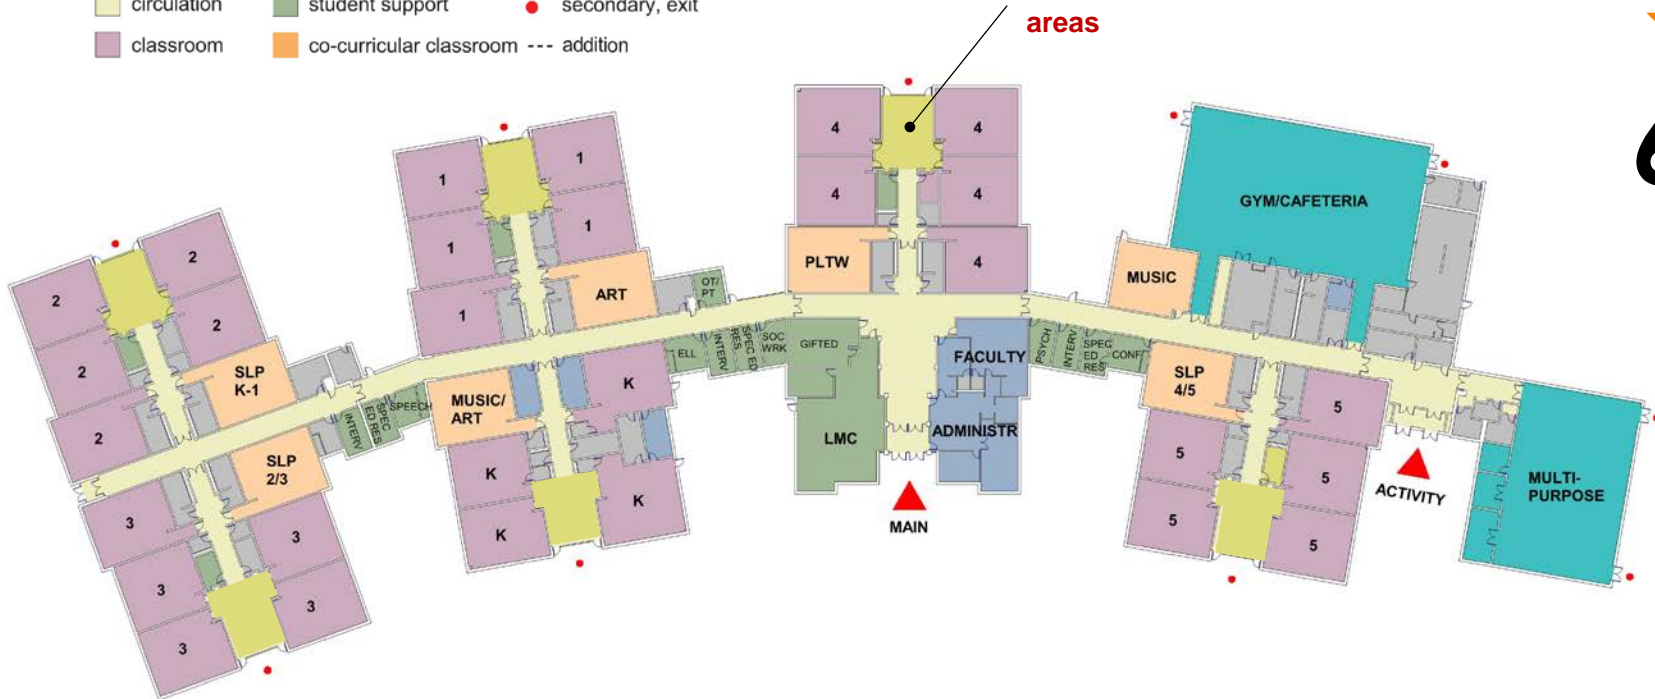 circulation
student support
secondary, exit
areas
classroom
co-curricular classroom
addition
4
4
4
4
4
PLTW
1
1
1
1
1
ART
OT/
PT
2
2
2
2
2
SLP
K-1
GYM/CAFETERIA
MUSIC
ELL
INTERV
SPEC ED
RES
SOC
WRK
GIFTED
FACULTY
PSYCH
INTERV
SPEC
ED
RES
CONF
SLP
4/5
K
MUSIC/
ART
SPEECH
SPEC
ED RES
INTERV
LMC
ADMINISTR
5
5
5
5
5
SLP
2/3
K
K
K
MAIN
ACTIVITY
MULTI-
PURPOSE
3
3
3
3
3